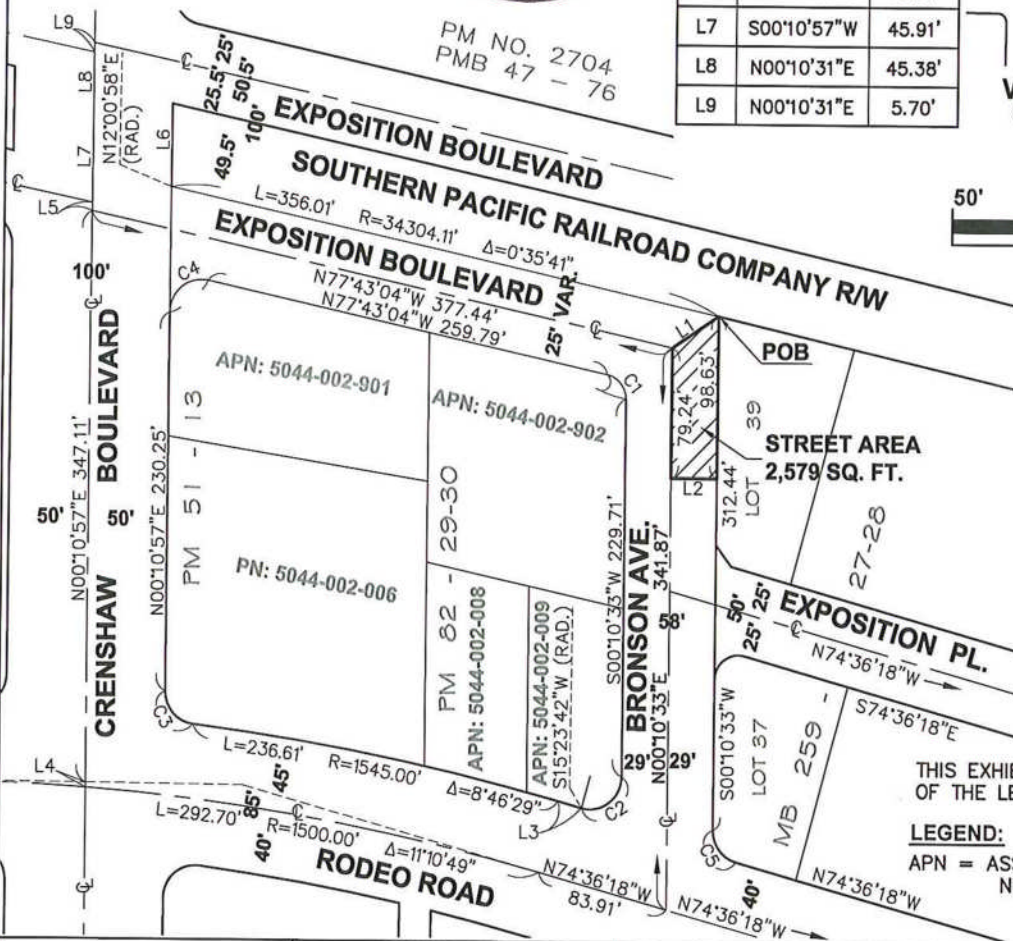 L9
PM NO. 2704
PMB 47 - 76
L7 S00°10'57"W 45.91'
L8 N00°10'31"E 45.38'
L9 N00°10'31"E 5.70'
L8
N12°00'58"E
(RAD.)
25.5' 25'
50.5'
100'
49.5'
L6
L7
EXPOSITION BOULEVARD
SOUTHERN PACIFIC RAILROAD COMPANY R/W
50'
L5
L=356.01' R=34304.11' Δ=0°35'41"
EXPOSITION BOULEVARD
100'
C4
N77°43'04"W 377.44'
N77°43'04"W 259.79'
25' VAR.
L1
POB
C1
APN: 5044-002-901
APN: 5044-002-902
79.24'
98.63'
LOT 39
STREET AREA
2,579 SQ. FT.
L2
312.44'
27-28
CRENSHAW BOULEVARD
N00°10'57"E 347.11'
50' 50'
N00°10'57"E 230.25'
PM 51 - 13
PN: 5044-002-006
PM 82 - 29-30
APN: 5044-002-008
APN: 5044-002-009
S15°23'42"W (RAD.)
S00°10'33"W 229.71'
BRONSON AVE.
N00°10'33"E 341.87'
58'
29' 29'
50'
25' 25'
EXPOSITION PL.
N74°36'18"W
S74°36'18"E
S00°10'33"W
LOT 37
MB 259 -
C3
L=236.61' R=1545.00' Δ=8°46'29"
C2
L3
L4
85' 45'
40'
L=292.70' R=1500.00' Δ=11°10'49"
RODEO ROAD
N74°36'18"W
83.91'
N74°36'18"W
C5
40'
N74°36'18"W
THIS EXHIB
OF THE LE
LEGEND:
APN = ASS
N